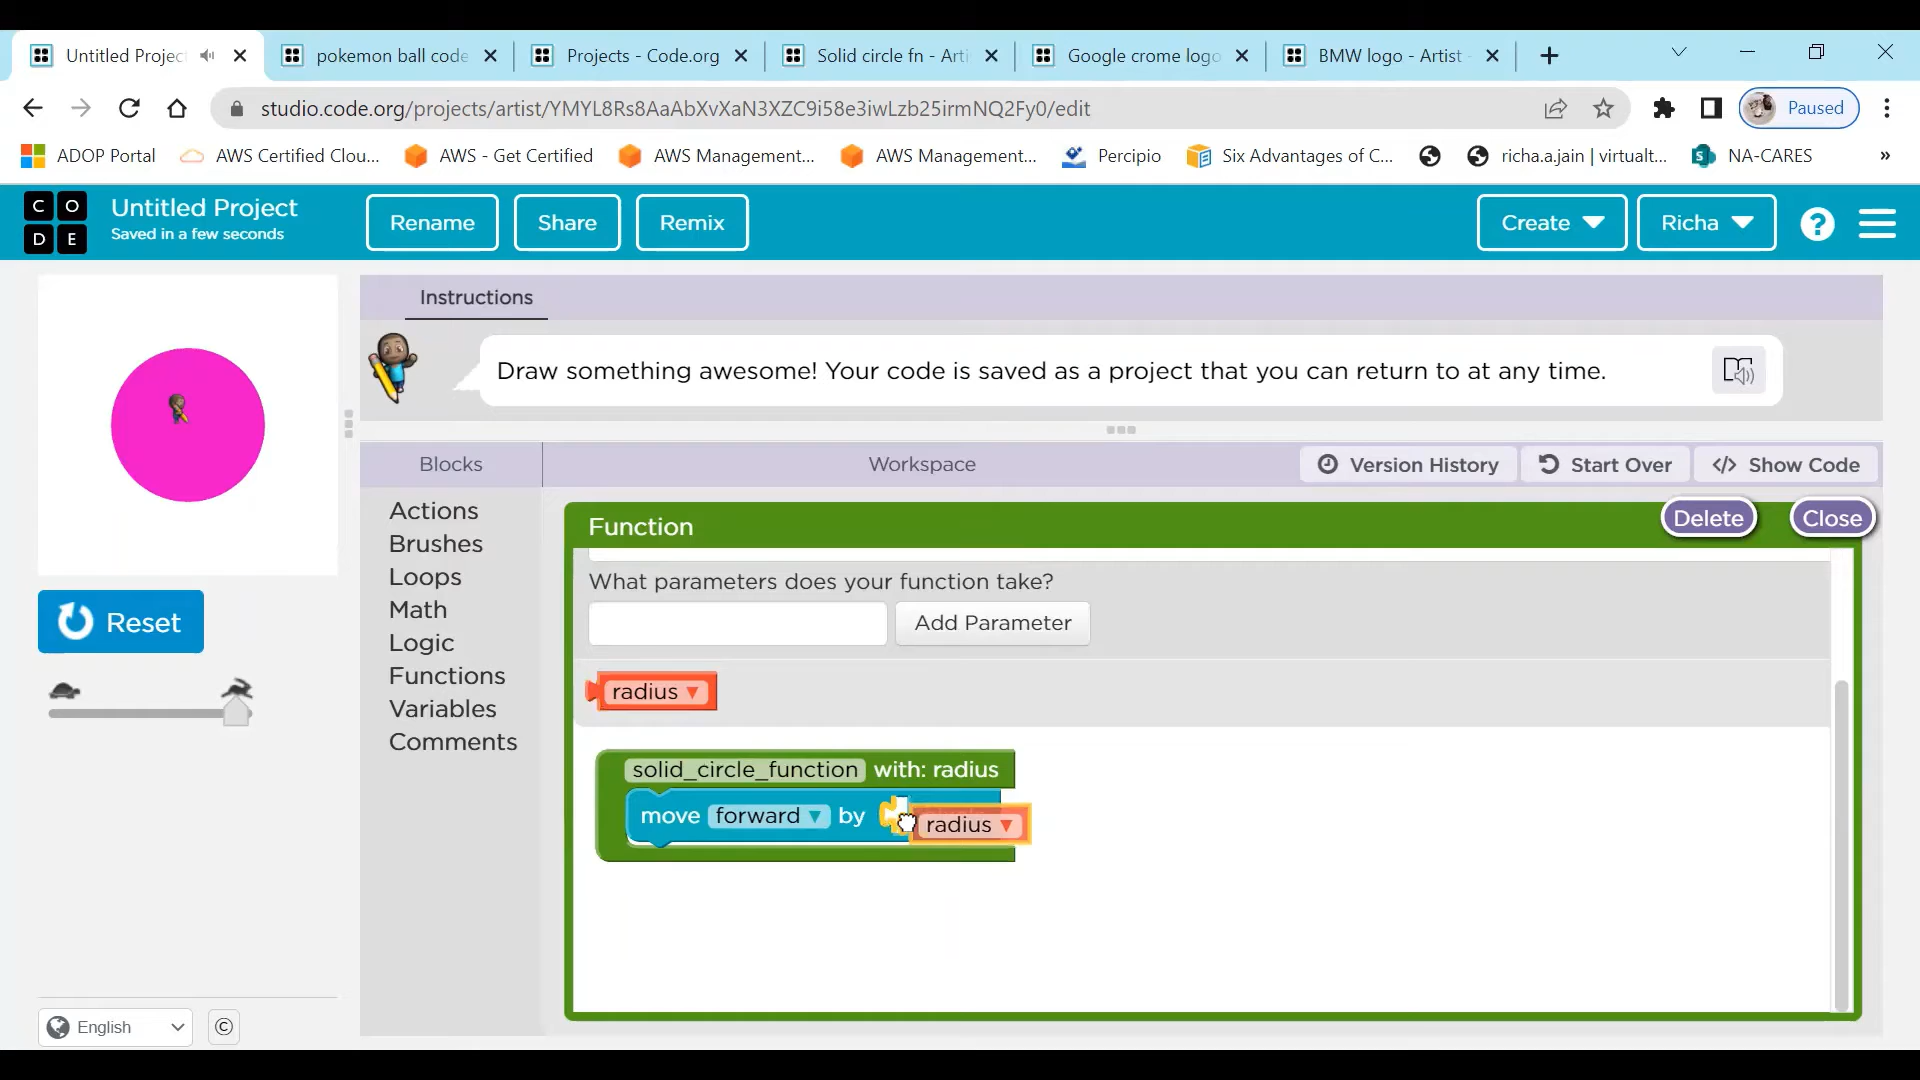 Untitled Project
pokemon ball code
Projects - Code.org
Solid circle fn - Arti
Google crome logo
BMW logo - Artist -
studio.code.org/projects/artist/YMYL8Rs8AaAbXvXaN3XZC9i58e3iwLzb25irmNQ2Fy0/edit
Paused
ADOP Portal
AWS Certified Clou...
AWS - Get Certified
AWS Management...
AWS Management...
Percipio
Six Advantages of C...
richa.a.jain | virtualt...
NA-CARES
»
C O
D E
Untitled Project
Saved in a few seconds
Rename
Share
Remix
Create
Richa
?
Instructions
Draw something awesome! Your code is saved as a project that you can return to at any time.
Blocks
Workspace
Version History
Start Over
</> Show Code
Actions
Brushes
Loops
Math
Logic
Functions
Variables
Comments
Function
Delete
Close
What parameters does your function take?
Add Parameter
radius
solid_circle_function with: radius
move forward by
radius
Reset
English
©